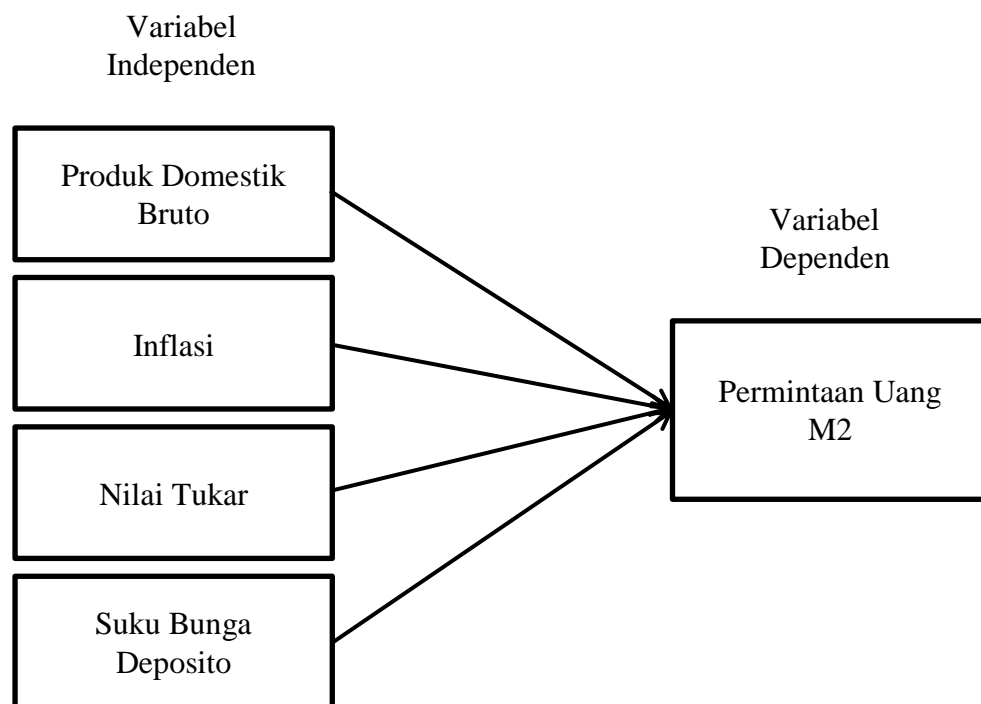 Variabel
Independen
Produk Domestik
Bruto
Inflasi
Nilai Tukar
Suku Bunga
Deposito
Variabel
Dependen
Permintaan Uang
M2